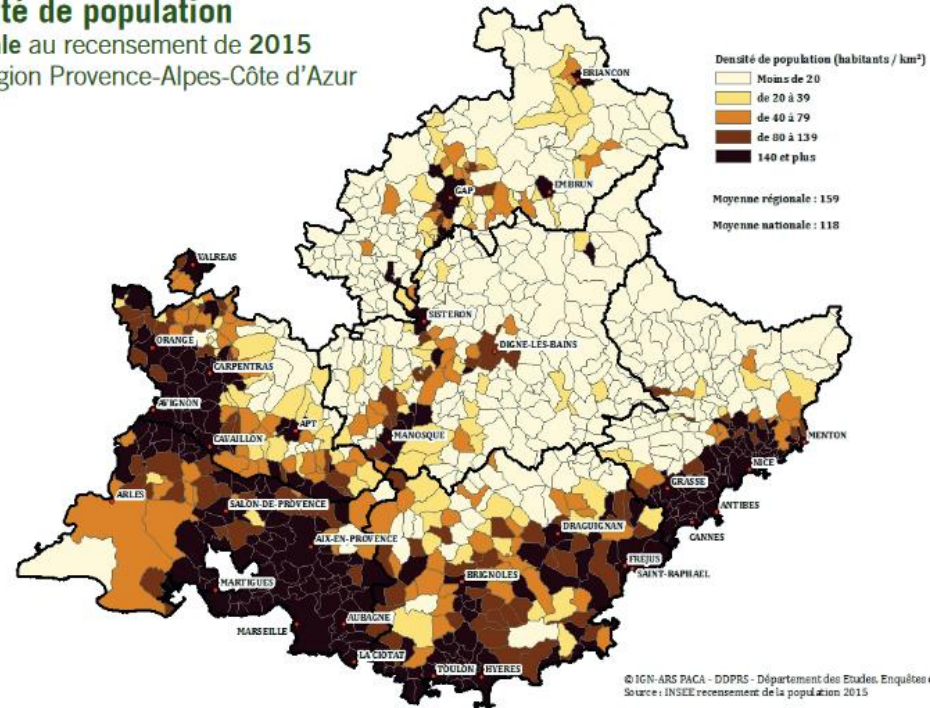 té de population
le au recensement de 2015
gion Provence-Alpes-Côte d'Azur
Densité de population (habitants / km²)
Moins de 20
de 20 à 39
de 40 à 79
de 80 à 139
140 et plus
Moyenne régionale : 159
Moyenne nationale : 118
BRIANCON
GAP
EMBRUN
VALREAS
SISTERON
ORANGE
DIGNE-LES-BAINS
CARPENTRAS
AVIGNON
APT
CAVAILLON
MANOSQUE
MENTON
NICE
GRASSE
ARLES
SALON-DE-PROVENCE
ANTIBES
DRAGUIGNAN
AIX-EN-PROVENCE
CANNES
FREJUS
SAINT-RAPHAEL
BRIGNOLES
MARTIGUES
AUBAGNE
MARSEILLE
LA CIOTAT
TOULON
HYERES
© IGN-ARS PACA - DDPRS - Département des Etudes, Enquêtes e
Source : INSEE recensement de la population 2015